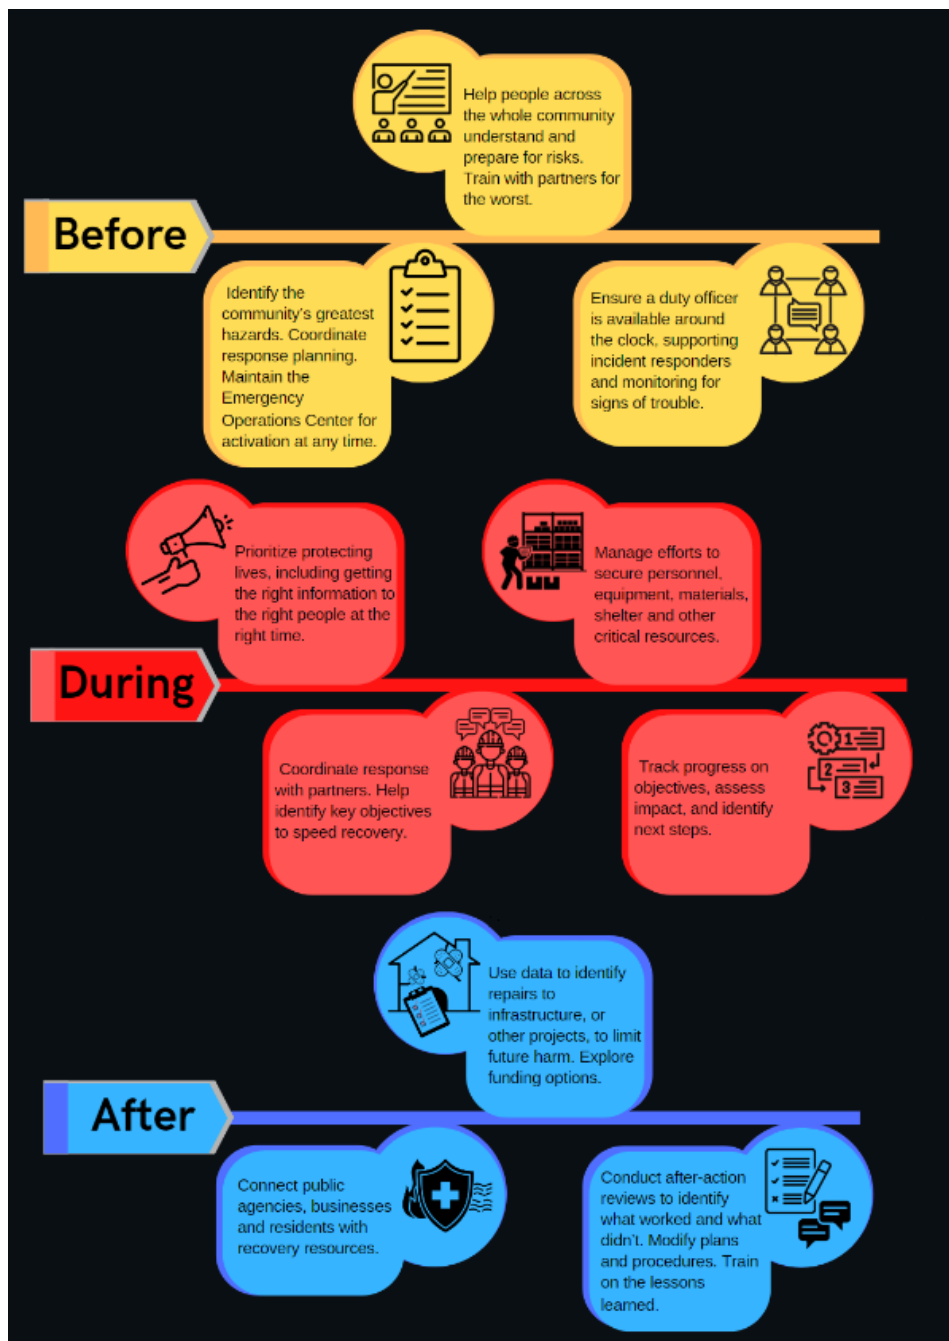 Help people across
the whole community
understand and
prepare for risks.
Train with partners for
the worst.
Before
Identify the
community's greatest
hazards. Coordinate
response planning.
Maintain the
Emergency
Operations Center for
activation at any time.
Ensure a duty officer
is available around
the clock, supporting
incident responders
and monitoring for
signs of trouble.
Prioritize protecting
lives, including getting
the right information to
the right people at the
right time.
Manage efforts to
secure personnel,
equipment, materials,
shelter and other
critical resources.
During
Coordinate response
with partners. Help
identify key objectives
to speed recovery.
Track progress on
objectives, assess
impact, and identify
next steps.
1
2
3
Use data to identify
repairs to
infrastructure, or
other projects, to limit
future harm. Explore
funding options.
After
Connect public
agencies, businesses
and residents with
recovery resources.
Conduct after-action
reviews to identify
what worked and what
didn't. Modify plans
and procedures. Train
on the lessons
learned.